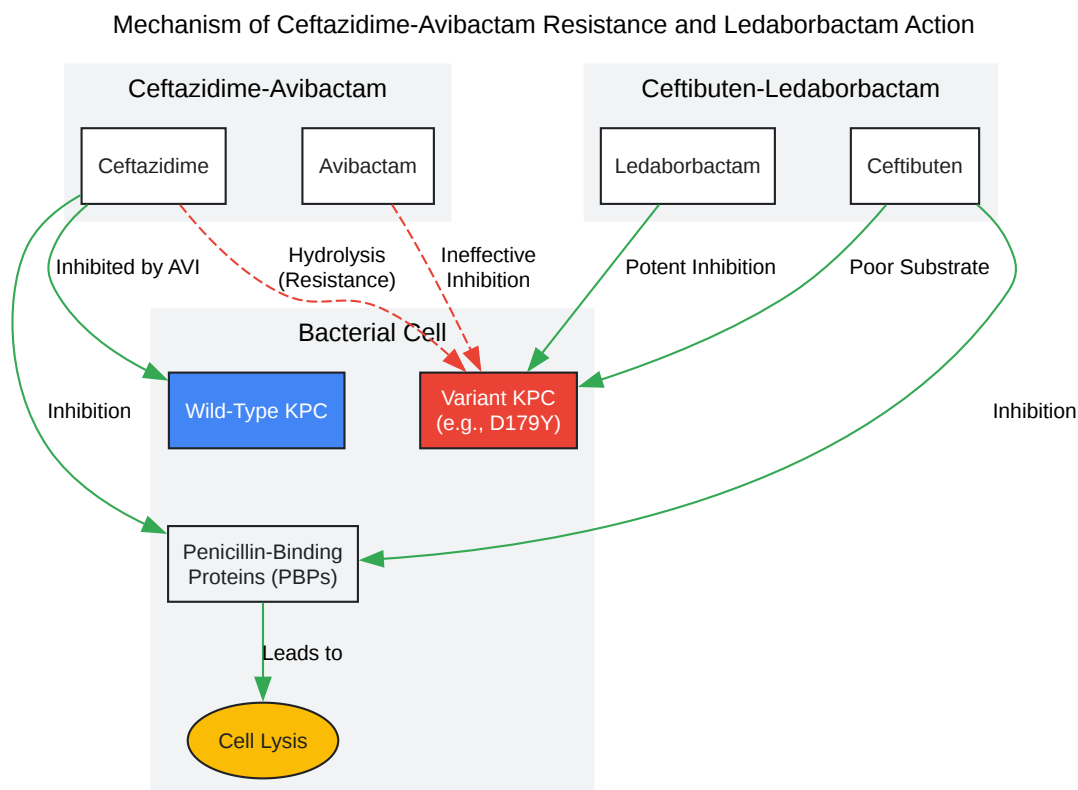 Mechanism of Ceftazidime-Avibactam Resistance and Ledaborbactam Action
Ceftazidime-Avibactam
Ceftibuten-Ledaborbactam
Ceftazidime
Avibactam
Ledaborbactam
Ceftibuten
Inhibited by AVI
Hydrolysis
(Resistance)
Ineffective
Inhibition
Potent Inhibition
Poor Substrate
Bacterial Cell
Wild-Type KPC
Variant KPC
(e.g., D179Y)
Inhibition
Inhibition
Penicillin-Binding
Proteins (PBPs)
Leads to
Cell Lysis